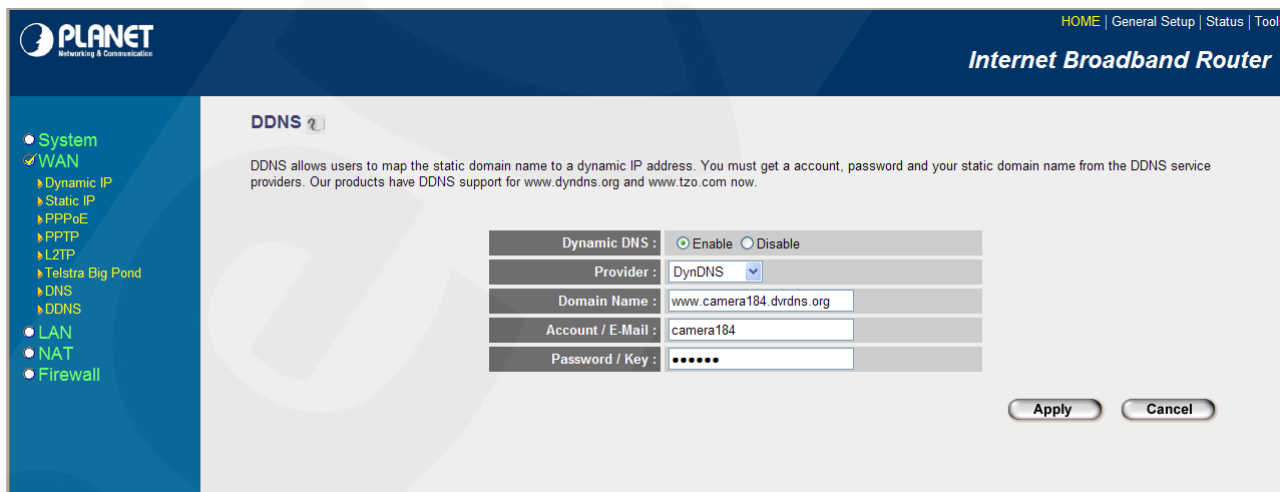 PLANET
Networking & Communication
HOME | General Setup | Status | Tool
Internet Broadband Router
System
WAN
Dynamic IP
Static IP
PPPoE
PPTP
L2TP
Telstra Big Pond
DNS
DDNS
LAN
NAT
Firewall
DDNS
DDNS allows users to map the static domain name to a dynamic IP address. You must get a account, password and your static domain name from the DDNS service
providers. Our products have DDNS support for www.dyndns.org and www.tzo.com now.
Dynamic DNS : Enable Disable
Provider : DynDNS
Domain Name : www.camera184.dvrdns.org
Account / E-Mail : camera184
Password / Key : ••••••
Apply Cancel